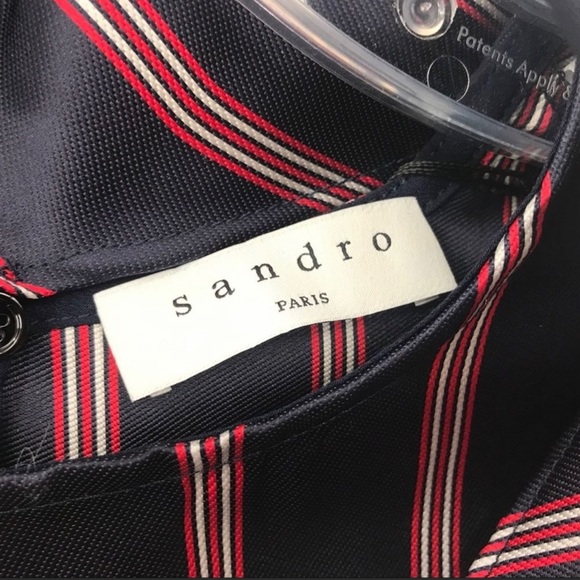 Patents Apply &
sandro
PARIS